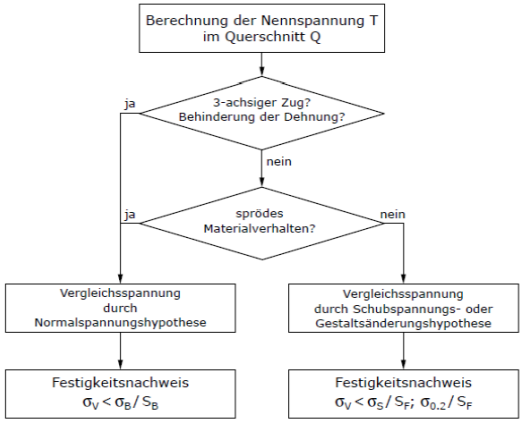 Berechnung der Nennspannung T
im Querschnitt Q
ja
3-achsiger Zug?
Behinderung der Dehnung?
nein
ja
sprödes
Materialverhalten?
nein
Vergleichsspannung
durch
Normalspannungshypothese
Vergleichsspannung
durch Schubspannungs- oder
Gestaltsänderungshypothese
Festigkeitsnachweis
σV < σB / SB
Festigkeitsnachweis
σV < σS / SF; σ0.2 / SF